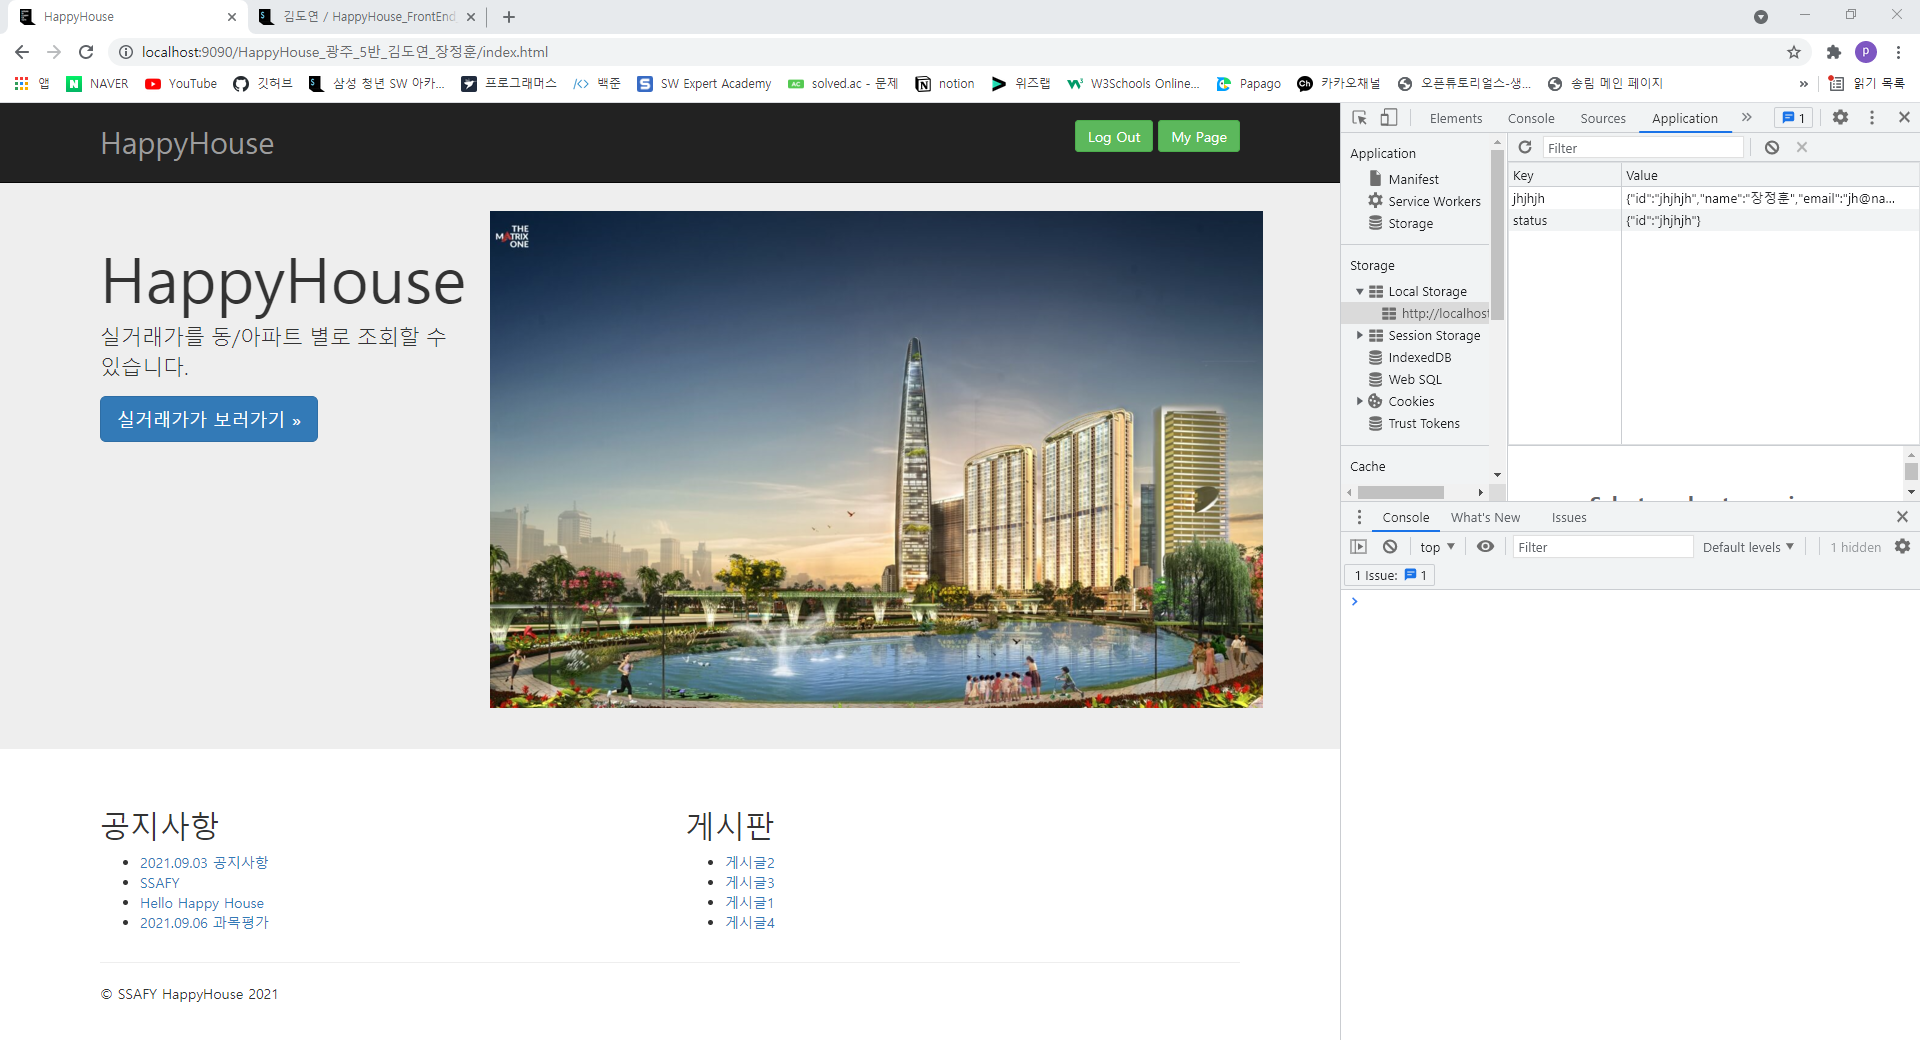 HappyHouse
김도연 / HappyHouse_FrontEnd
localhost:9090/HappyHouse_광주_5반_김도연_장정훈/index.html
P
앱
NAVER
YouTube
깃허브
삼성 청년 SW 아카...
프로그래머스
백준
SW Expert Academy
solved.ac - 문제
notion
위즈랩
W3Schools Online...
Papago
카카오채널
오픈튜토리얼스-생...
송림 메인 페이지
»
읽기 목록
HappyHouse
Log Out
My Page
THE
MATRIX
ONE
HappyHouse
실거래가를 동/아파트 별로 조회할 수
있습니다.
실거래가가 보러가기 »
공지사항
2021.09.03 공지사항
SSAFY
Hello Happy House
2021.09.06 과목평가
게시판
게시글2
게시글3
게시글1
게시글4
© SSAFY HappyHouse 2021
Elements
Console
Sources
Application
»
1
Application
Manifest
Service Workers
Storage
Storage
Local Storage
http://localhost
Session Storage
IndexedDB
Web SQL
Cookies
Trust Tokens
Cache
Filter
Key Value
jhjhjh {"id":"jhjhjh","name":"장정훈","email":"jh@na...
status {"id":"jhjhjh"}
Console
What's New
Issues
top
Filter
Default levels
1 hidden
1 Issue: 1